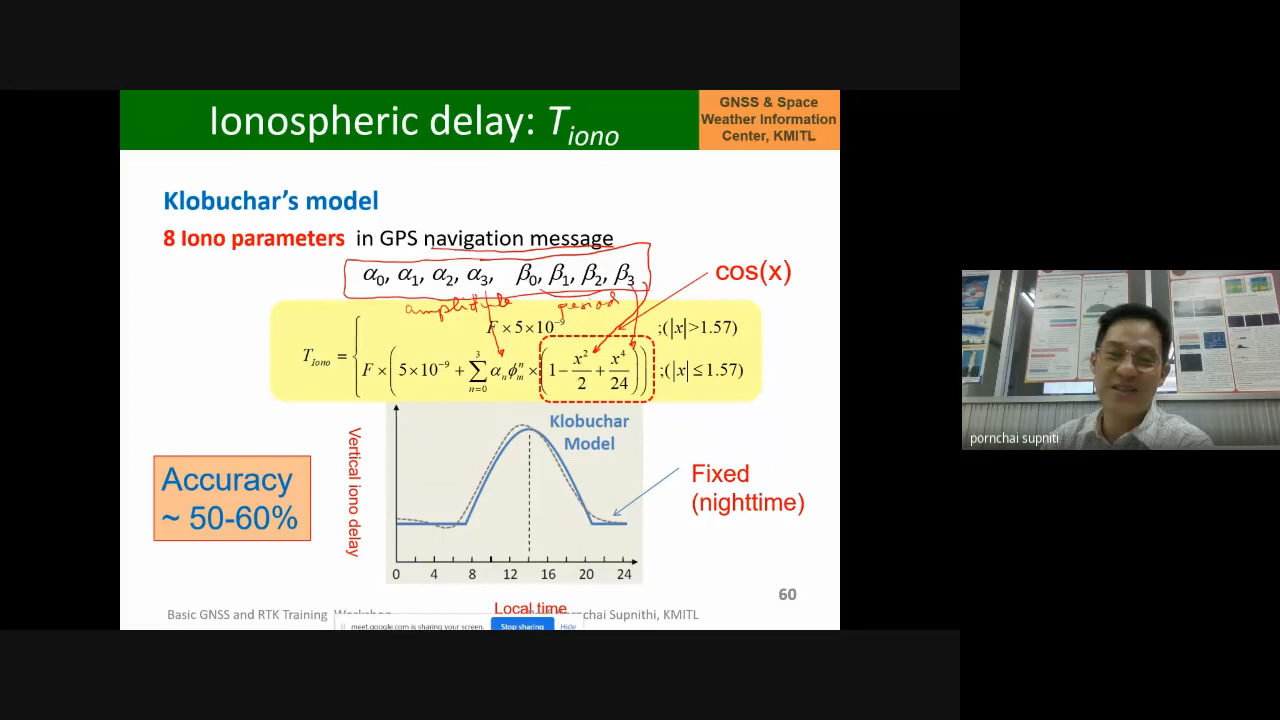 Ionospheric delay: T_iono
GNSS & Space
Weather Information
Center, KMITL
Klobuchar's model
8 Iono parameters in GPS navigation message
α₀, α₁, α₂, α₃, β₀, β₁, β₂, β₃
cos(x)
amplitude period
T_Iono = { F × 5 × 10⁻⁹ ;(|x| > 1.57)
F × (5 × 10⁻⁹ + ∑_{n=0}^{3} α_n φ_m^n × (1 − x²/2 + x⁴/24)) ;(|x| ≤ 1.57)
Klobuchar
Model
Vertical iono delay
Accuracy
~ 50-60%
Fixed
(nighttime)
0 4 8 12 16 20 24
Local time
60
Basic GNSS and RTK Training
Pornchai Supnithi, KMITL
meet.google.com is sharing your screen.
Stop sharing
Hide
pornchai supniti